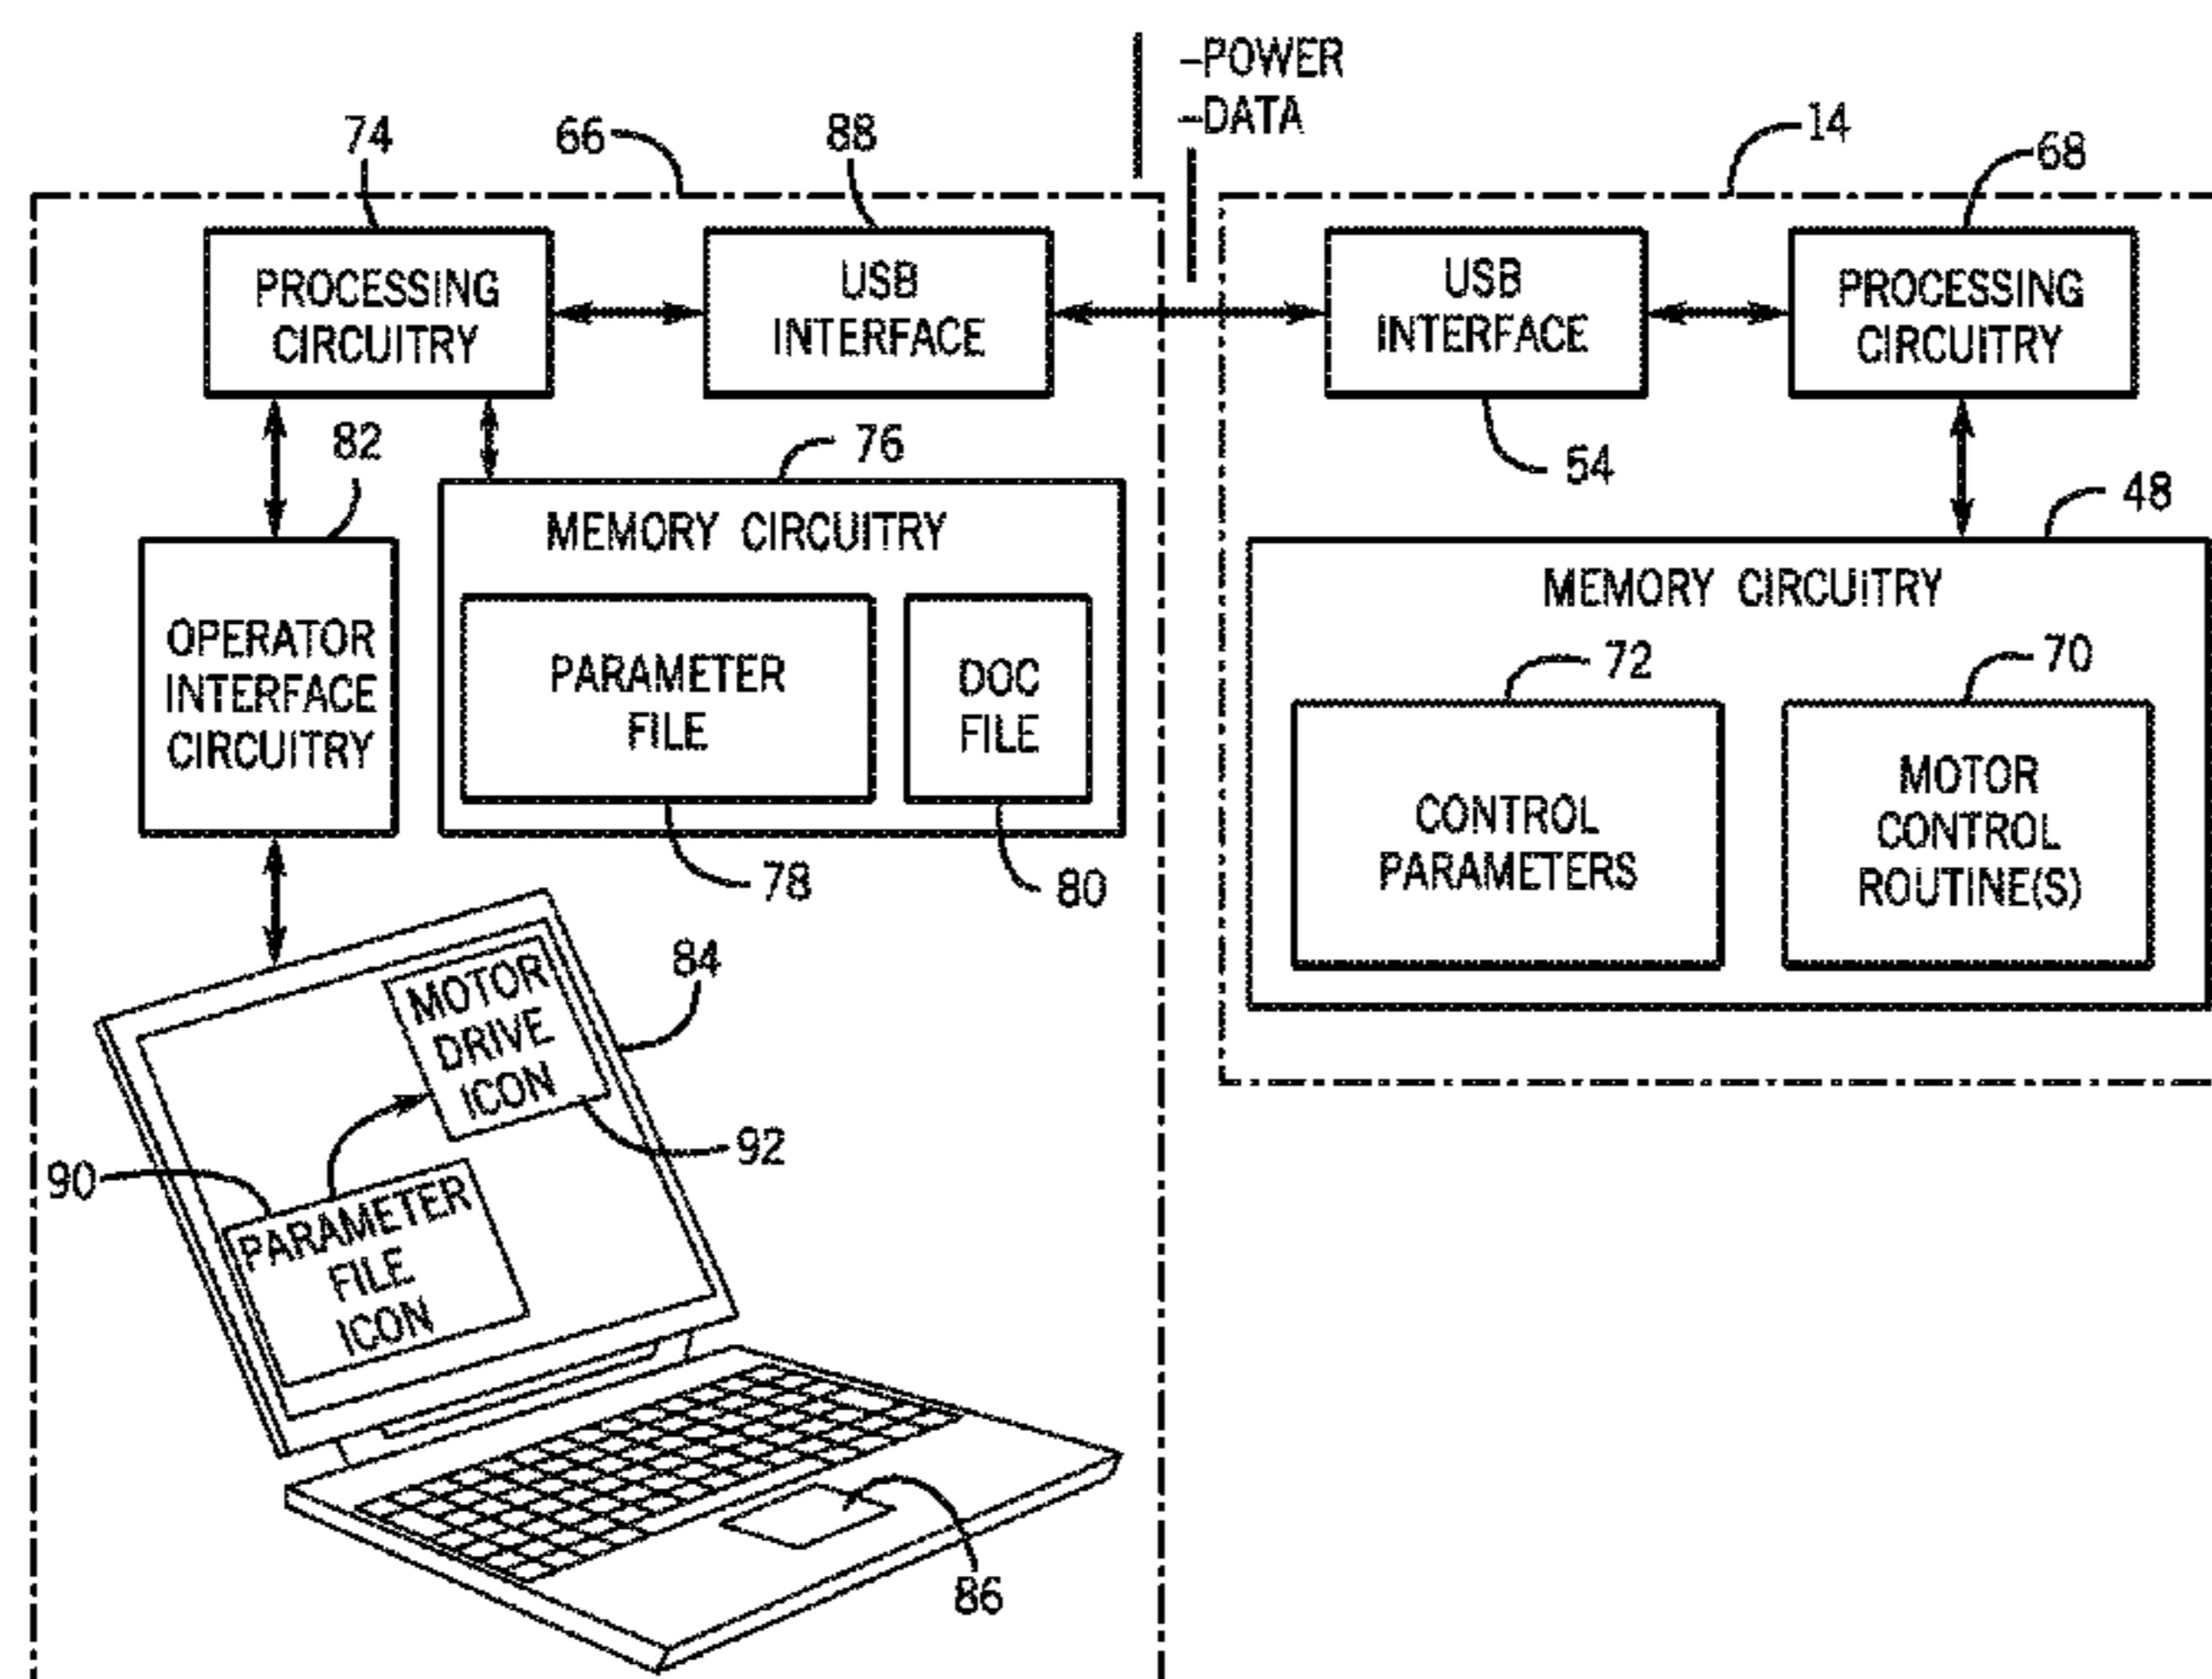 -POWER
-DATA
74
66
88
14
68
PROCESSING
CIRCUITRY
USB
INTERFACE
USB
INTERFACE
PROCESSING
CIRCUITRY
82
76
54
48
OPERATOR
INTERFACE
CIRCUITRY
MEMORY CIRCUITRY
PARAMETER
FILE
DOC
FILE
78
80
MEMORY CIRCUITRY
72
70
CONTROL
PARAMETERS
MOTOR
CONTROL
ROUTINE(S)
84
MOTOR
DRIVE
ICON
92
90
PARAMETER
FILE
ICON
86